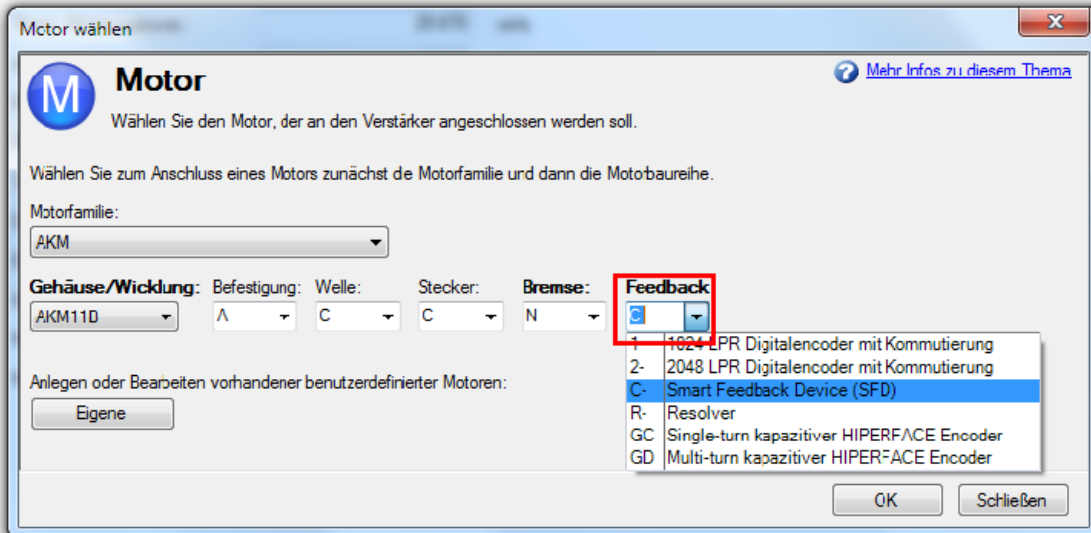 Motor wählen
Motor
Mehr Infos zu diesem Thema
Wählen Sie den Motor, der an den Verstärker angeschlossen werden soll.
Wählen Sie zum Anschluss eines Motors zunächst die Motorfamilie und dann die Motorbaureihe.
Motorfamilie:
AKM
Gehäuse/Wicklung: Befestigung: Welle: Stecker: Bremse: Feedback
AKM11B A C C N C
1- 1024 LPR Digitalencoder mit Kommutierung
2- 2048 LPR Digitalencoder mit Kommutierung
C- Smart Feedback Device (SFD)
R- Resolver
GC Single-turn kapazitiver HIPERFACE Encoder
GD Multi-turn kapazitiver HIPERFACE Encoder
Anlegen oder Bearbeiten vorhandener benutzerdefinierter Motoren:
Eigene
OK Schließen